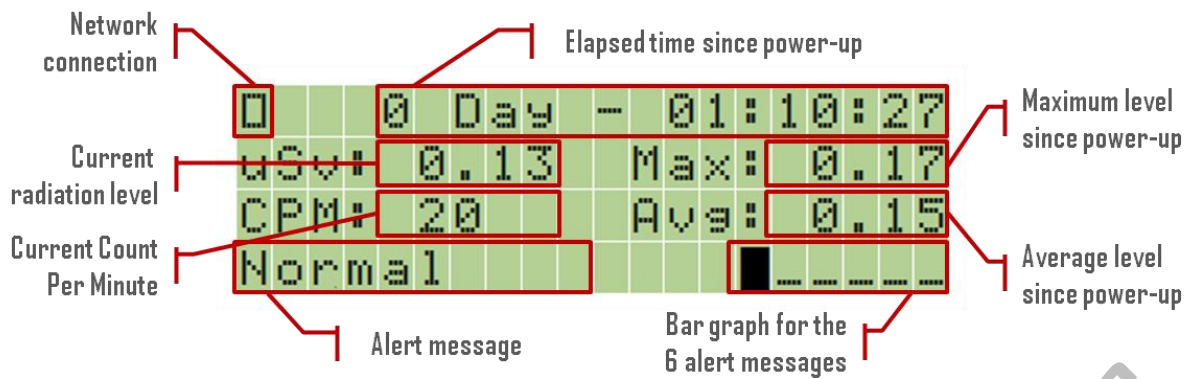 Network
connection
Elapsed time since power-up
0 Day - 01:10:27
Maximum level
since power-up
Current
radiation level
uSv: 0.13 Max: 0.17
CPM: 20 Avg: 0.15
Current Count
Per Minute
Normal
Average level
since power-up
Alert message
Bar graph for the
6 alert messages